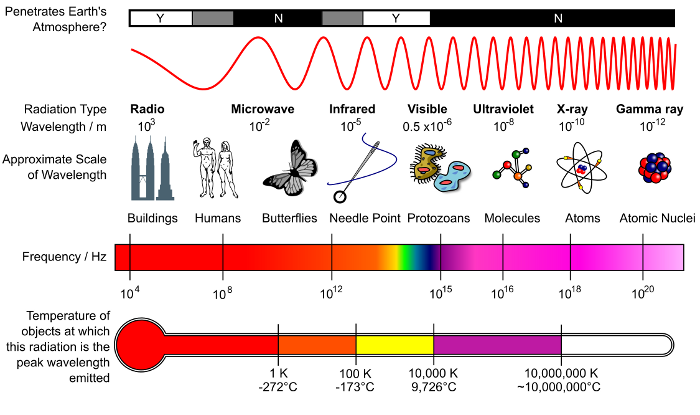 Penetrates Earth's
Atmosphere?
Y N Y N
Radiation Type Radio Microwave Infrared Visible Ultraviolet X-ray Gamma ray
Wavelength / m 10³ 10⁻² 10⁻⁵ 0.5 x10⁻⁶ 10⁻⁸ 10⁻¹⁰ 10⁻¹²
Approximate Scale
of Wavelength
Buildings Humans Butterflies Needle Point Protozoans Molecules Atoms Atomic Nuclei
Frequency / Hz
10⁴ 10⁸ 10¹² 10¹⁵ 10¹⁶ 10¹⁸ 10²⁰
Temperature of
objects at which
this radiation is the
peak wavelength
emitted
1 K 100 K 10,000 K 10,000,000 K
-272°C -173°C 9,726°C ~10,000,000°C